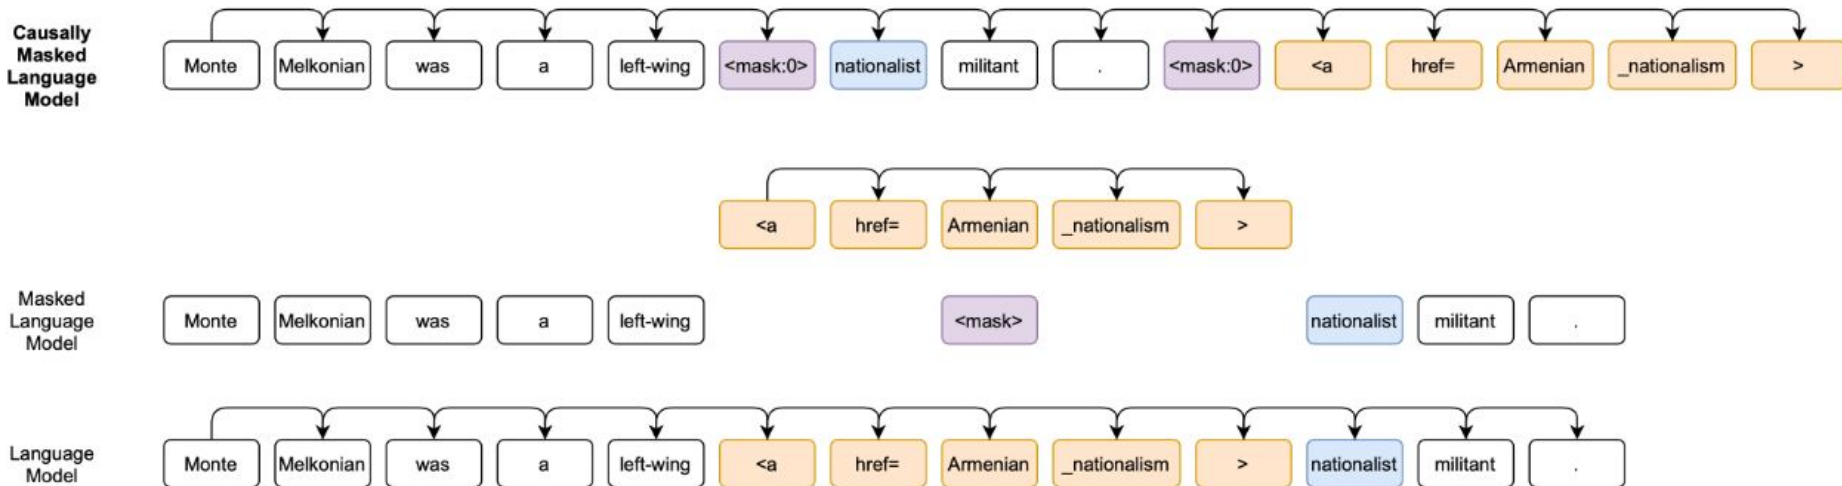 Causally
Masked
Language
Model
Monte Melkonian was a left-wing <mask:0> nationalist militant . <mask:0> <a href= Armenian _nationalism >
<a href= Armenian _nationalism >
Masked
Language
Model
Monte Melkonian was a left-wing <mask> nationalist militant .
Language
Model
Monte Melkonian was a left-wing <a href= Armenian _nationalism > nationalist militant .